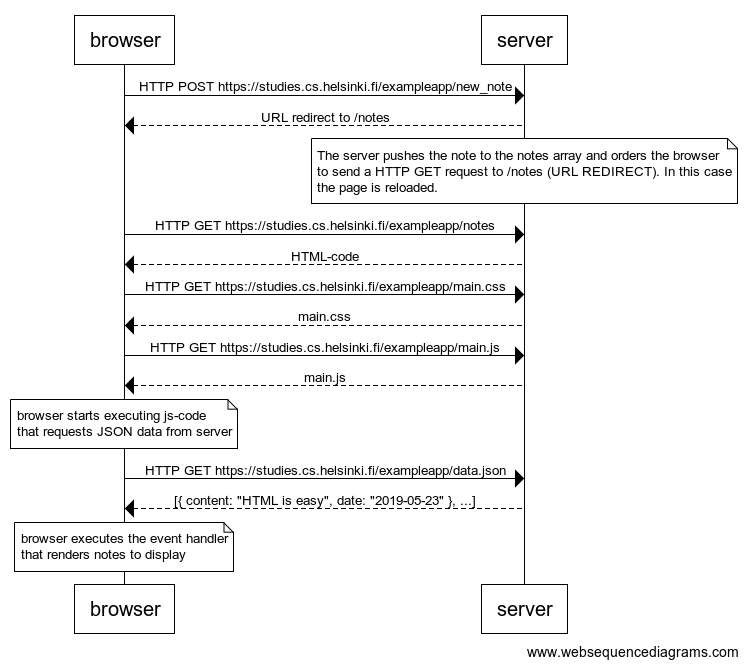 browser
server
HTTP POST https://studies.cs.helsinki.fi/exampleapp/new_note
URL redirect to /notes
The server pushes the note to the notes array and orders the browser
to send a HTTP GET request to /notes (URL REDIRECT). In this case
the page is reloaded.
HTTP GET https://studies.cs.helsinki.fi/exampleapp/notes
HTML-code
HTTP GET https://studies.cs.helsinki.fi/exampleapp/main.css
main.css
HTTP GET https://studies.cs.helsinki.fi/exampleapp/main.js
main.js
browser starts executing js-code
that requests JSON data from server
HTTP GET https://studies.cs.helsinki.fi/exampleapp/data.json
[{ content: "HTML is easy", date: "2019-05-23" }, ...]
browser executes the event handler
that renders notes to display
browser
server
www.websequencediagrams.com